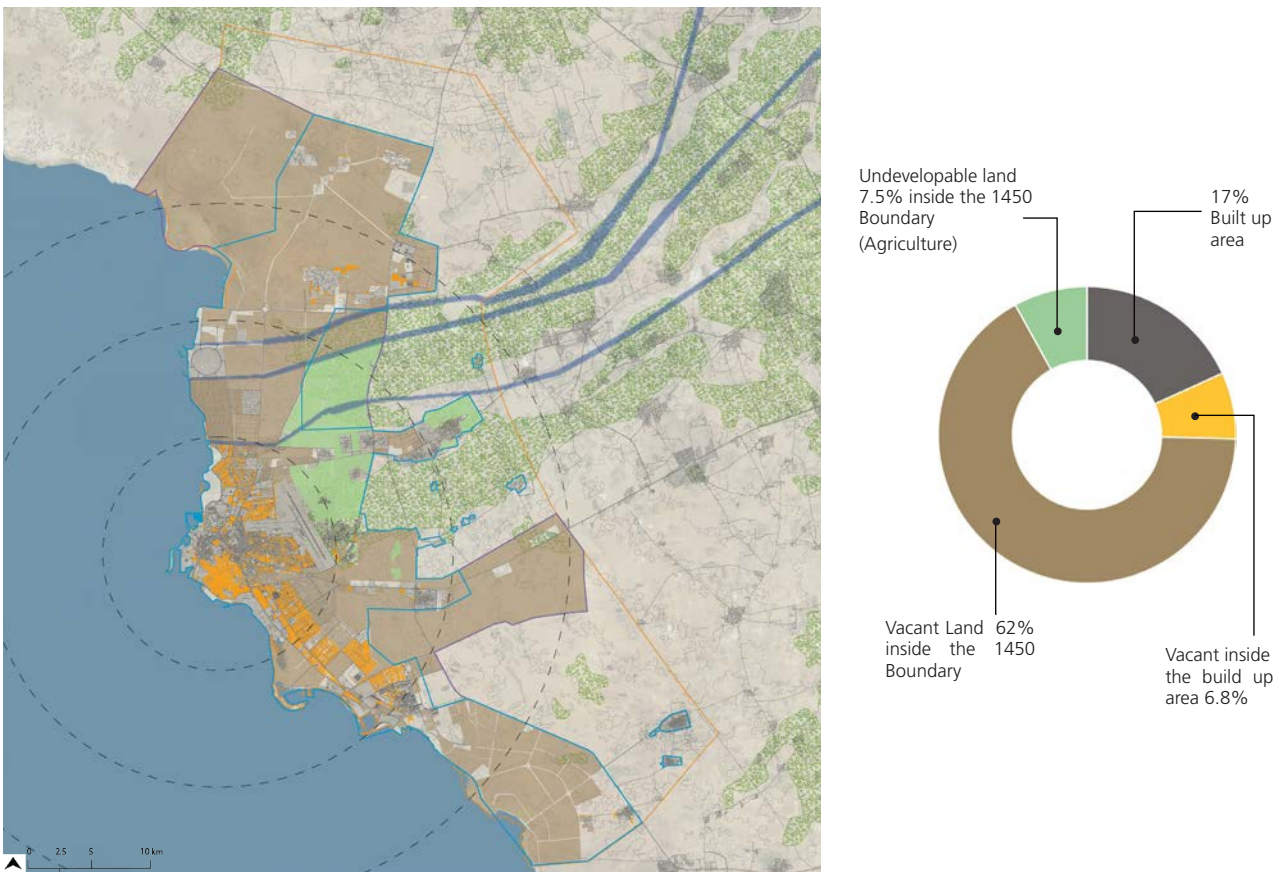 Undevelopable land
7.5% inside the 1450
Boundary
(Agriculture)
17%
Built up
area
Vacant Land 62%
inside the 1450
Boundary
Vacant inside
the build up
area 6.8%
0 2.5 5 10 km